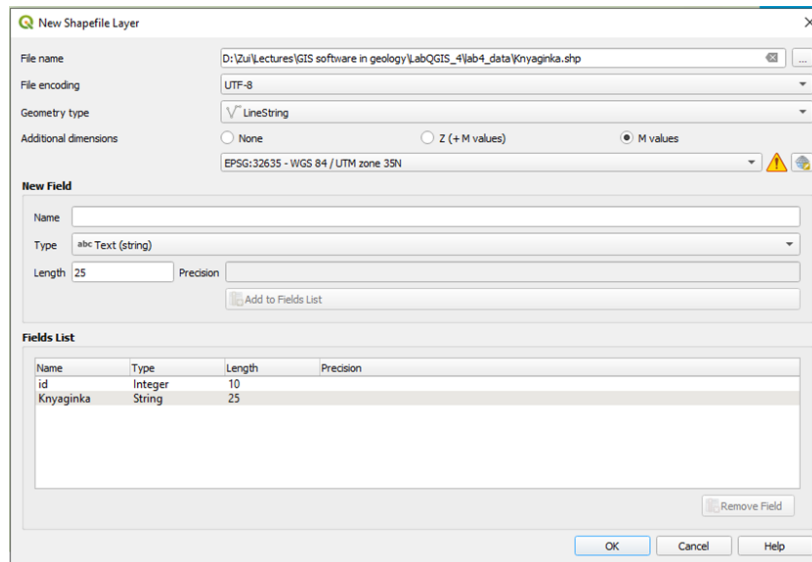 New Shapefile Layer
File name D:\Zui\Lectures\GIS software in geology\LabQGIS_4\lab4_data\Knyaginka.shp ...
File encoding UTF-8
Geometry type LineString
Additional dimensions None Z (+ M values) M values
EPSG:32635 - WGS 84 / UTM zone 35N
New Field
Name
Type abc Text (string)
Length 25 Precision
Add to Fields List
Fields List
Name Type Length Precision
id Integer 10
Knyaginka String 25
Remove Field
OK Cancel Help